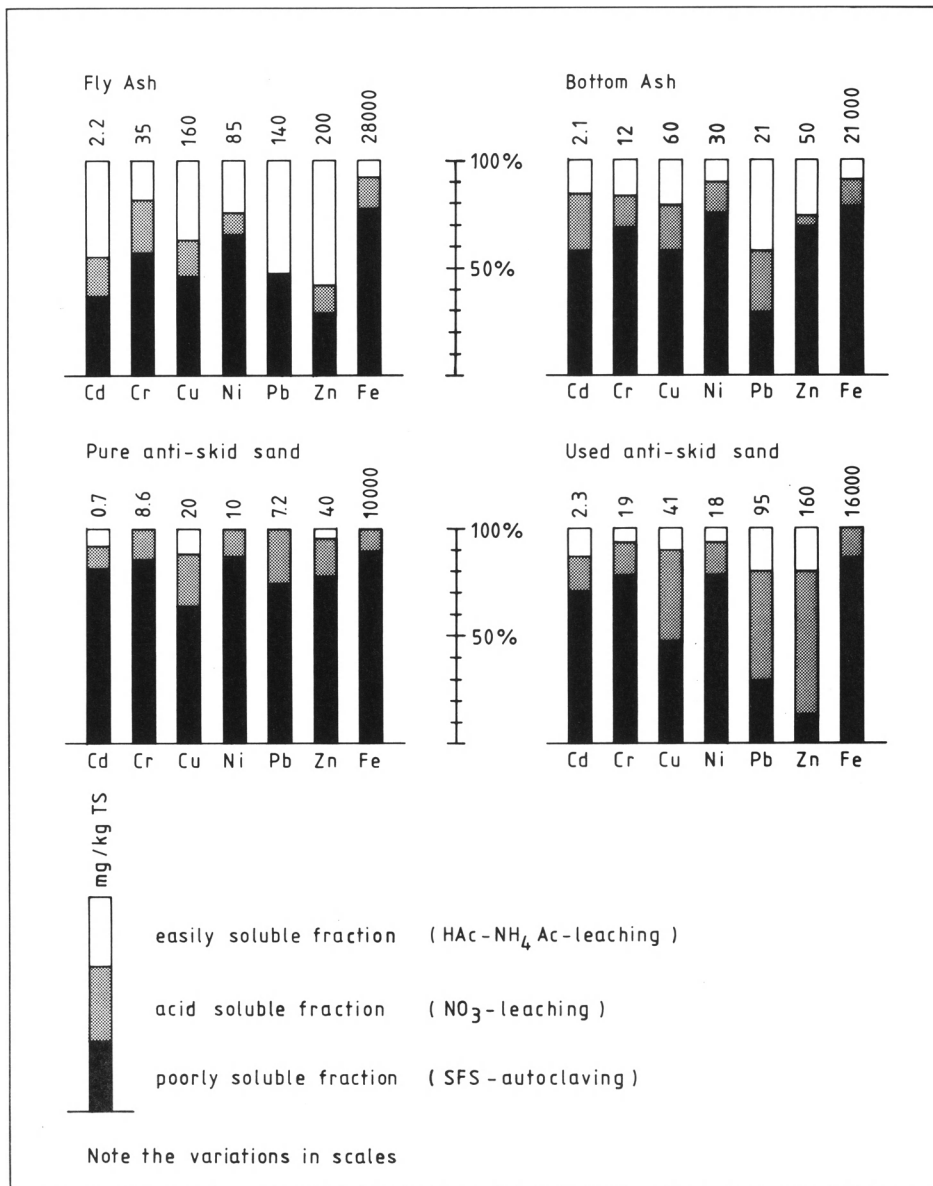 Fly Ash
2.2 35 160 85 140 200 28000
100%
50%
Cd Cr Cu Ni Pb Zn Fe
Bottom Ash
2.1 12 60 30 21 50 21000
Cd Cr Cu Ni Pb Zn Fe
Pure anti-skid sand
0.7 8.6 20 10 7.2 40 10000
100%
50%
Cd Cr Cu Ni Pb Zn Fe
Used anti-skid sand
2.3 19 41 18 95 160 16000
Cd Cr Cu Ni Pb Zn Fe
mg/kg TS
easily soluble fraction (HAc-NH4 Ac-leaching)
acid soluble fraction (NO3-leaching)
poorly soluble fraction (SFS-autoclaving)
Note the variations in scales